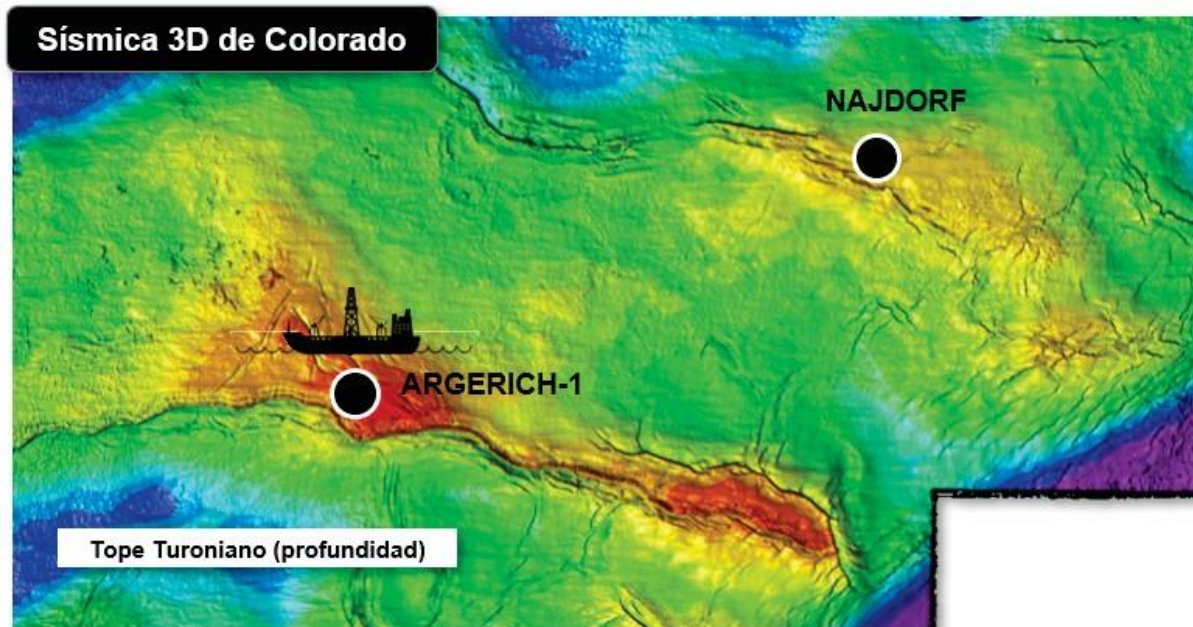 Sísmica 3D de Colorado
NAJDORF
ARGERICH-1
Tope Turoniano (profundidad)